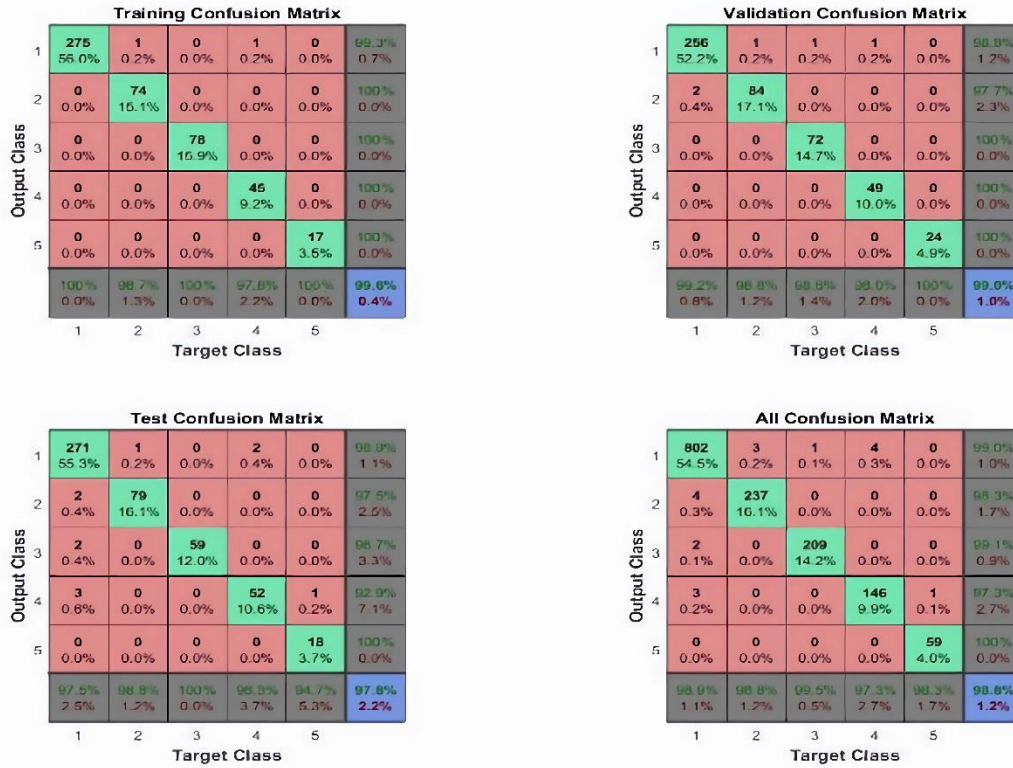 Training Confusion Matrix
1 275 1 0 1 0 99.3%
56.0% 0.2% 0.0% 0.2% 0.0% 0.7%
2 0 74 0 0 0 100%
0.0% 15.1% 0.0% 0.0% 0.0% 0.0%
3 0 0 78 0 0 100%
0.0% 0.0% 15.9% 0.0% 0.0% 0.0%
4 0 0 0 45 0 100%
0.0% 0.0% 0.0% 9.2% 0.0% 0.0%
5 0 0 0 0 17 100%
0.0% 0.0% 0.0% 0.0% 3.5% 0.0%
100% 98.7% 100% 97.8% 100% 99.6%
0.0% 1.3% 0.0% 2.2% 0.0% 0.4%
1 2 3 4 5
Target Class
Output Class
Validation Confusion Matrix
1 256 1 1 1 0 98.8%
52.2% 0.2% 0.2% 0.2% 0.0% 1.2%
2 2 84 0 0 0 97.7%
0.4% 17.1% 0.0% 0.0% 0.0% 2.3%
3 0 0 72 0 0 100%
0.0% 0.0% 14.7% 0.0% 0.0% 0.0%
4 0 0 0 49 0 100%
0.0% 0.0% 0.0% 10.0% 0.0% 0.0%
5 0 0 0 0 24 100%
0.0% 0.0% 0.0% 0.0% 4.9% 0.0%
99.2% 98.8% 98.6% 98.0% 100% 99.0%
0.8% 1.2% 1.4% 2.0% 0.0% 1.0%
1 2 3 4 5
Target Class
Output Class
Test Confusion Matrix
1 271 1 0 2 0 98.9%
55.3% 0.2% 0.0% 0.4% 0.0% 1.1%
2 2 79 0 0 0 97.5%
0.4% 16.1% 0.0% 0.0% 0.0% 2.5%
3 2 0 59 0 0 96.7%
0.4% 0.0% 12.0% 0.0% 0.0% 3.3%
4 3 0 0 52 1 92.9%
0.6% 0.0% 0.0% 10.6% 0.2% 7.1%
5 0 0 0 0 18 100%
0.0% 0.0% 0.0% 0.0% 3.7% 0.0%
97.5% 98.8% 100% 96.3% 94.7% 97.8%
2.5% 1.2% 0.0% 3.7% 5.3% 2.2%
1 2 3 4 5
Target Class
Output Class
All Confusion Matrix
1 802 3 1 4 0 99.0%
54.5% 0.2% 0.1% 0.3% 0.0% 1.0%
2 4 237 0 0 0 98.3%
0.3% 16.1% 0.0% 0.0% 0.0% 1.7%
3 2 0 209 0 0 99.1%
0.1% 0.0% 14.2% 0.0% 0.0% 0.9%
4 3 0 0 146 1 97.3%
0.2% 0.0% 0.0% 9.9% 0.1% 2.7%
5 0 0 0 0 59 100%
0.0% 0.0% 0.0% 0.0% 4.0% 0.0%
98.9% 98.8% 99.5% 97.3% 98.3% 98.8%
1.1% 1.2% 0.5% 2.7% 1.7% 1.2%
1 2 3 4 5
Target Class
Output Class